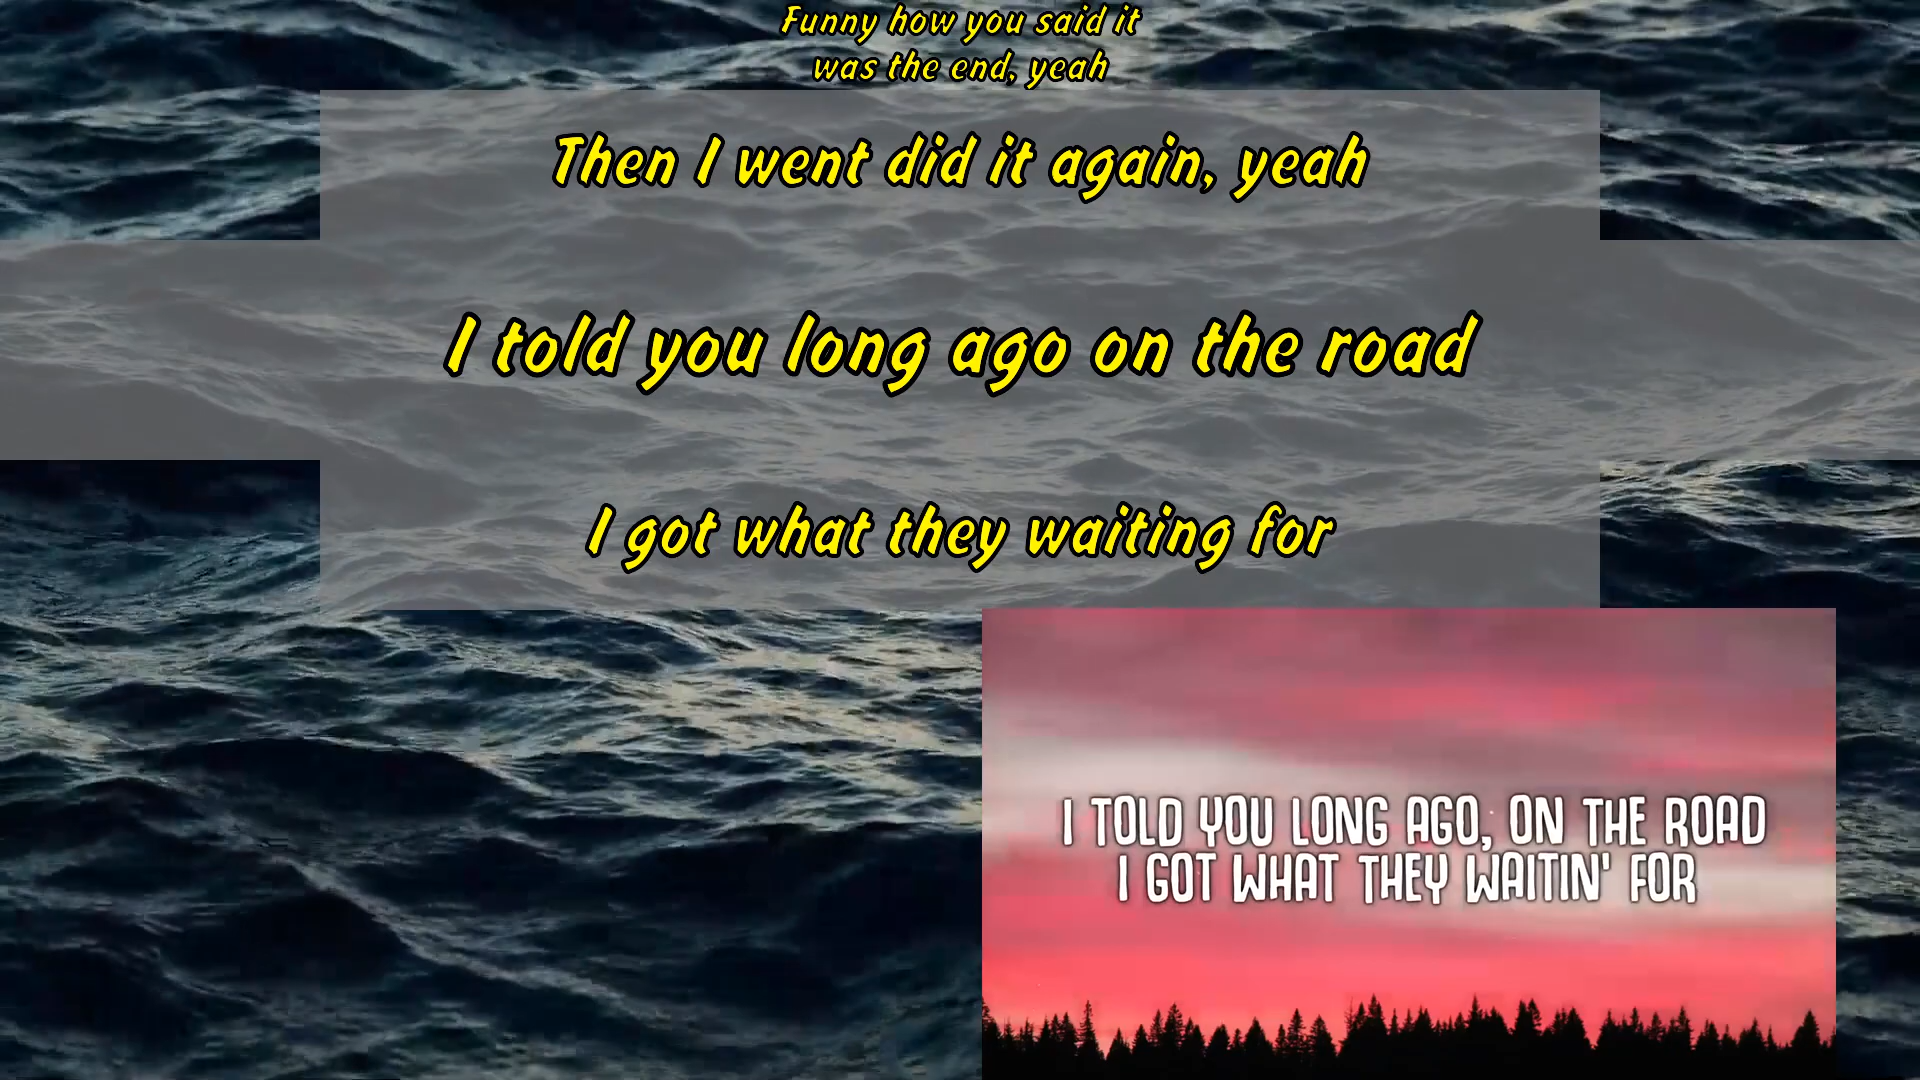 Funny how you said it
was the end, yeah
Then I went did it again, yeah
I told you long ago on the road
I got what they waiting for
I TOLD YOU LONG AGO, ON THE ROAD
I GOT WHAT THEY WAITIN' FOR